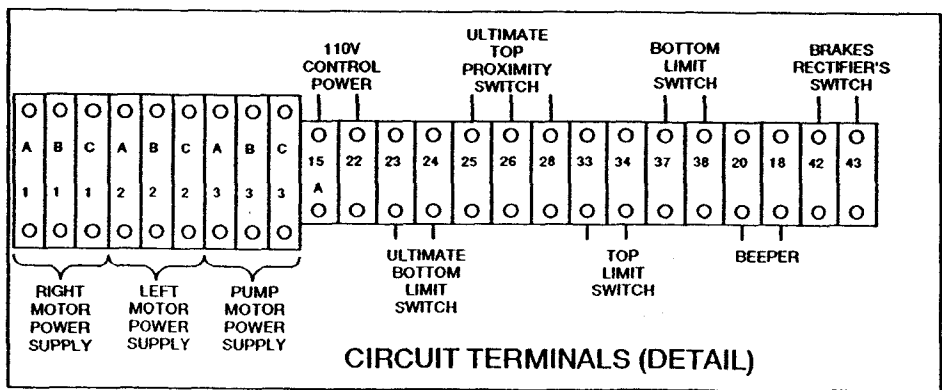 110V
CONTROL
POWER
ULTIMATE
TOP
PROXIMITY
SWITCH
BOTTOM
LIMIT
SWITCH
BRAKES
RECTIFIER'S
SWITCH
A B C A B C A B C
1 1 1 2 2 2 3 3 3
15 22 23 24 25 26 28 33 34 37 38 20 18 42 43
A
RIGHT
MOTOR
POWER
SUPPLY
LEFT
MOTOR
POWER
SUPPLY
PUMP
MOTOR
POWER
SUPPLY
ULTIMATE
BOTTOM
LIMIT
SWITCH
TOP
LIMIT
SWITCH
BEEPER
CIRCUIT TERMINALS (DETAIL)